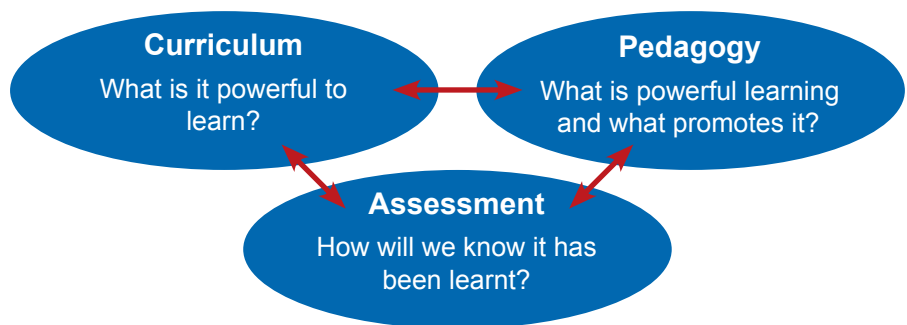 Curriculum
What is it powerful to
learn?
Pedagogy
What is powerful learning
and what promotes it?
Assessment
How will we know it has
been learnt?